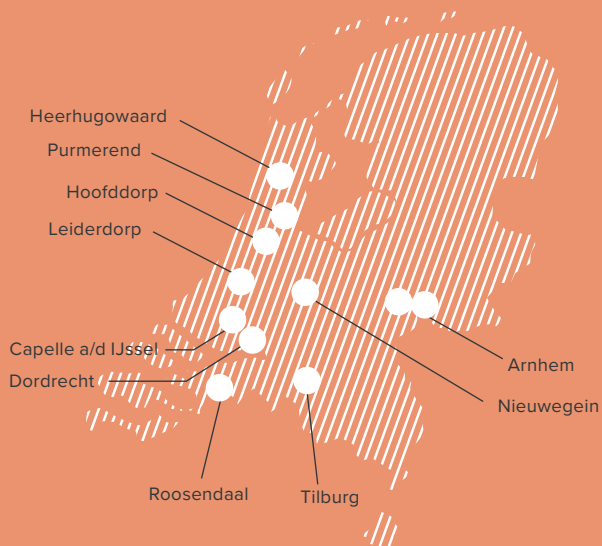 Heerhugowaard
Purmerend
Hoofddorp
Leiderdorp
Capelle a/d IJssel
Dordrecht
Arnhem
Nieuwegein
Roosendaal
Tilburg